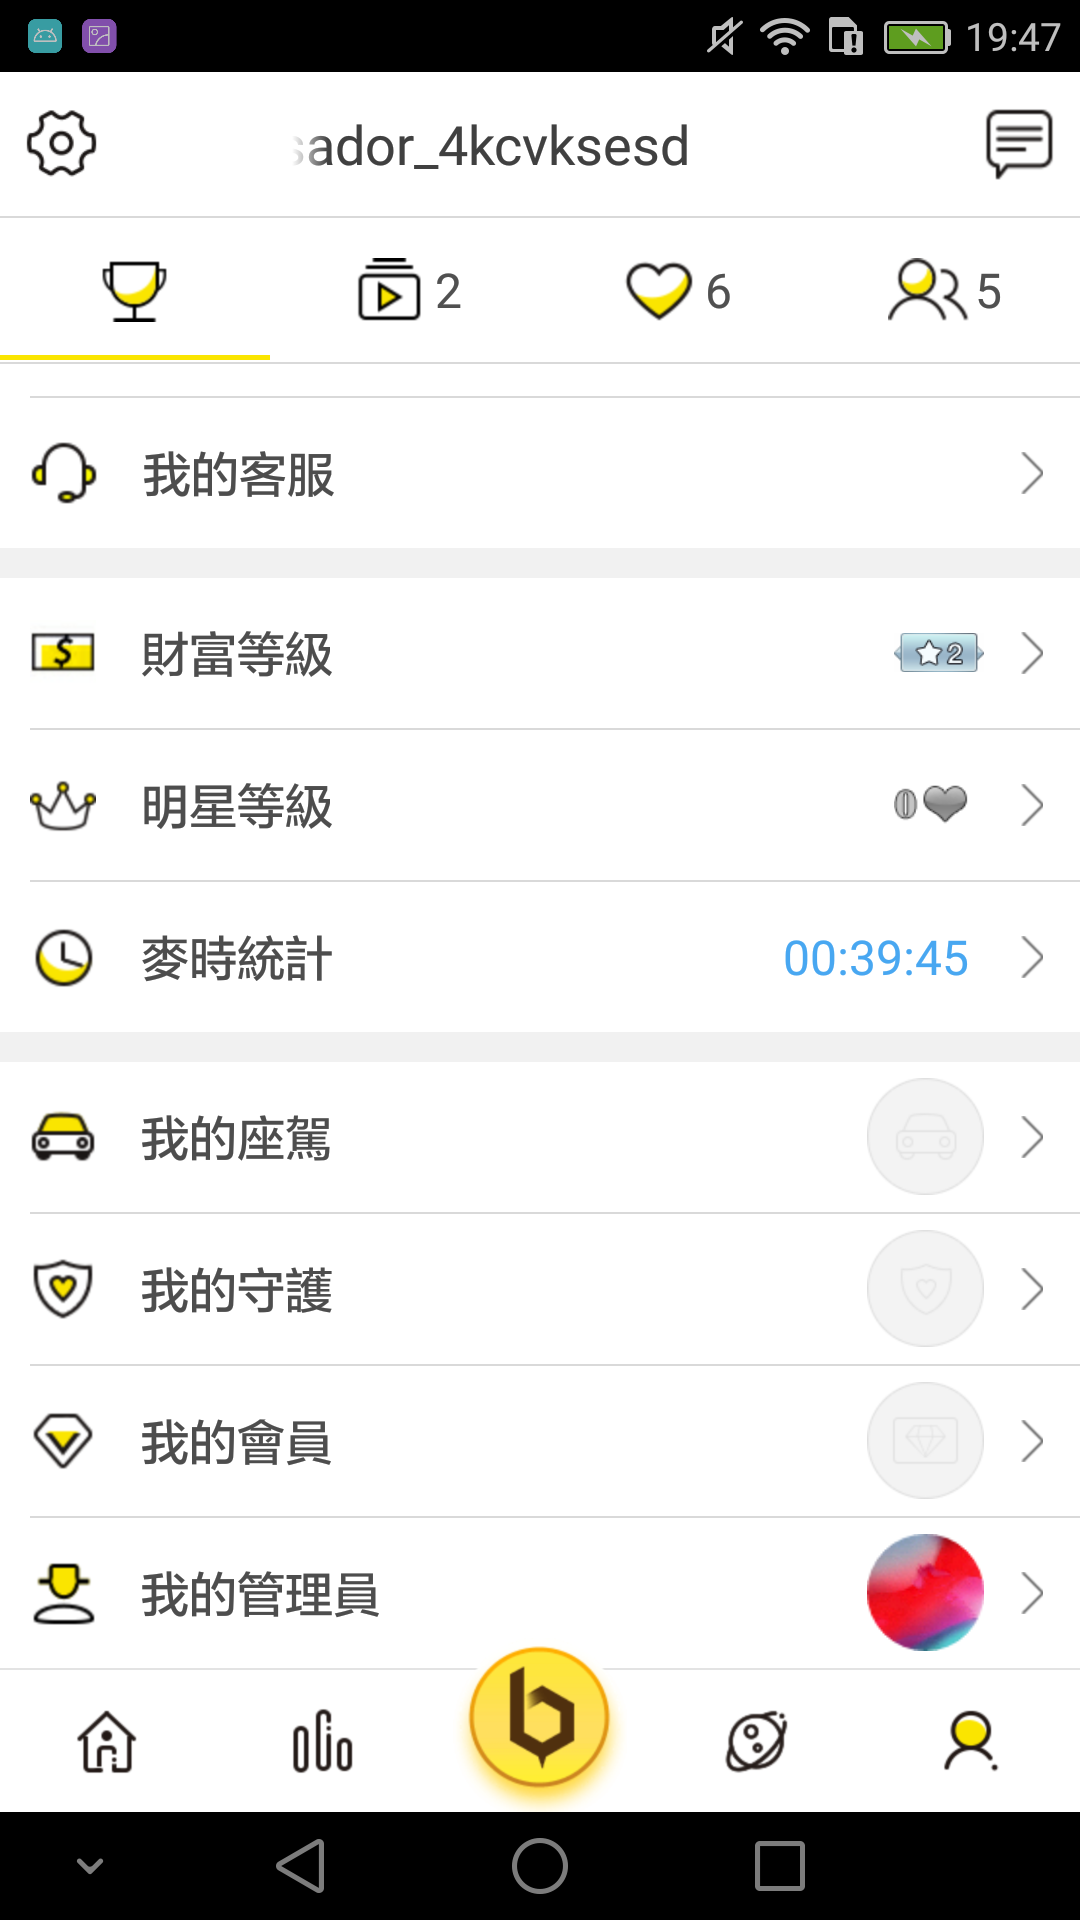 19:47
sador_4kcvksesd
2
6
5
我的客服
財富等級
2
明星等級
0
麥時統計
00:39:45
我的座駕
我的守護
我的會員
我的管理員